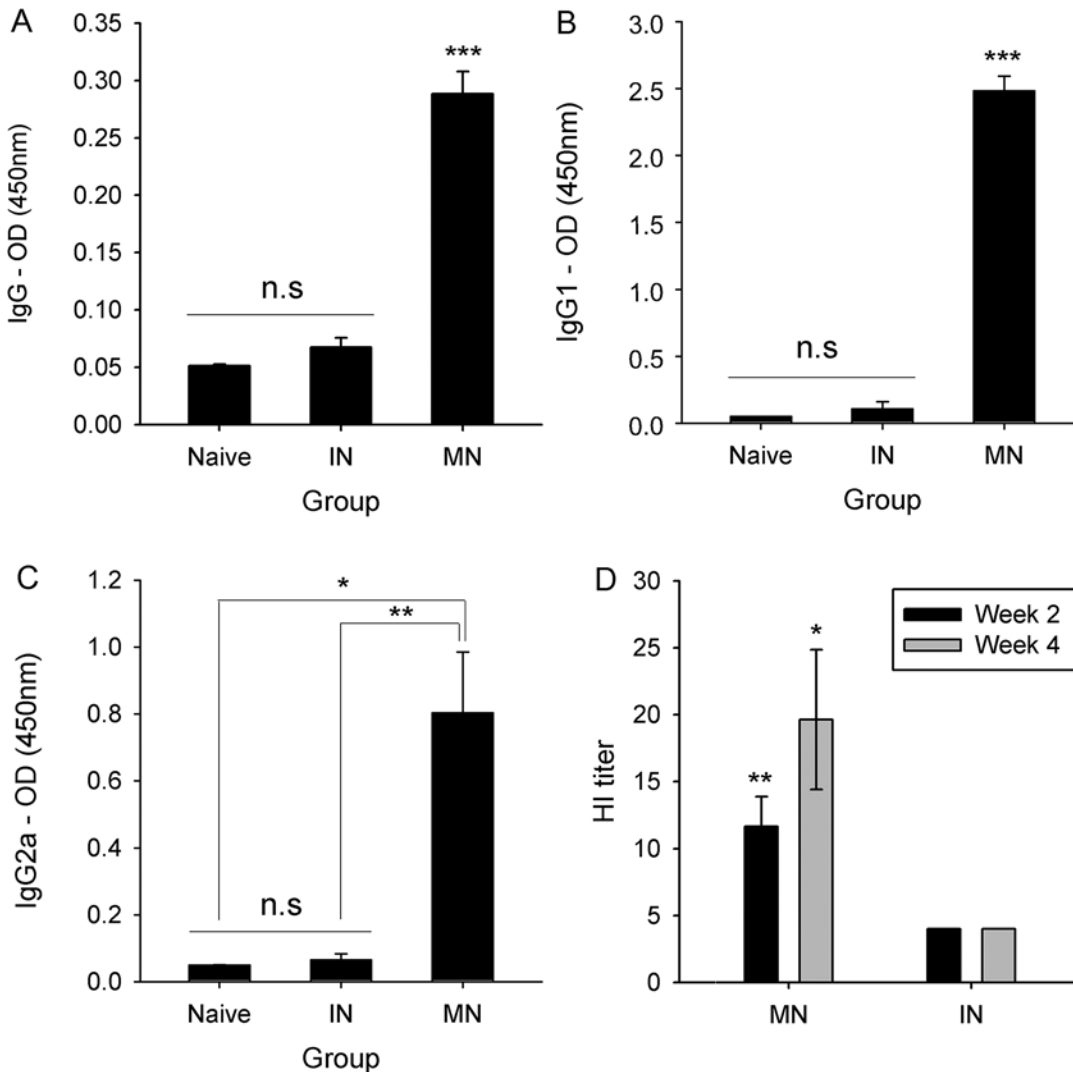 A
IgG - OD (450nm)
0.35
0.30
0.25
0.20
0.15
0.10
0.05
0.00
***
n.s
Naive IN MN
Group
B
IgG1 - OD (450nm)
3.0
2.5
2.0
1.5
1.0
0.5
0.0
***
n.s
Naive IN MN
Group
C
IgG2a - OD (450nm)
1.2
1.0
0.8
0.6
0.4
0.2
0.0
*
**
n.s
Naive IN MN
Group
D
HI titer
30
25
20
15
10
5
0
Week 2
Week 4
*
**
MN IN